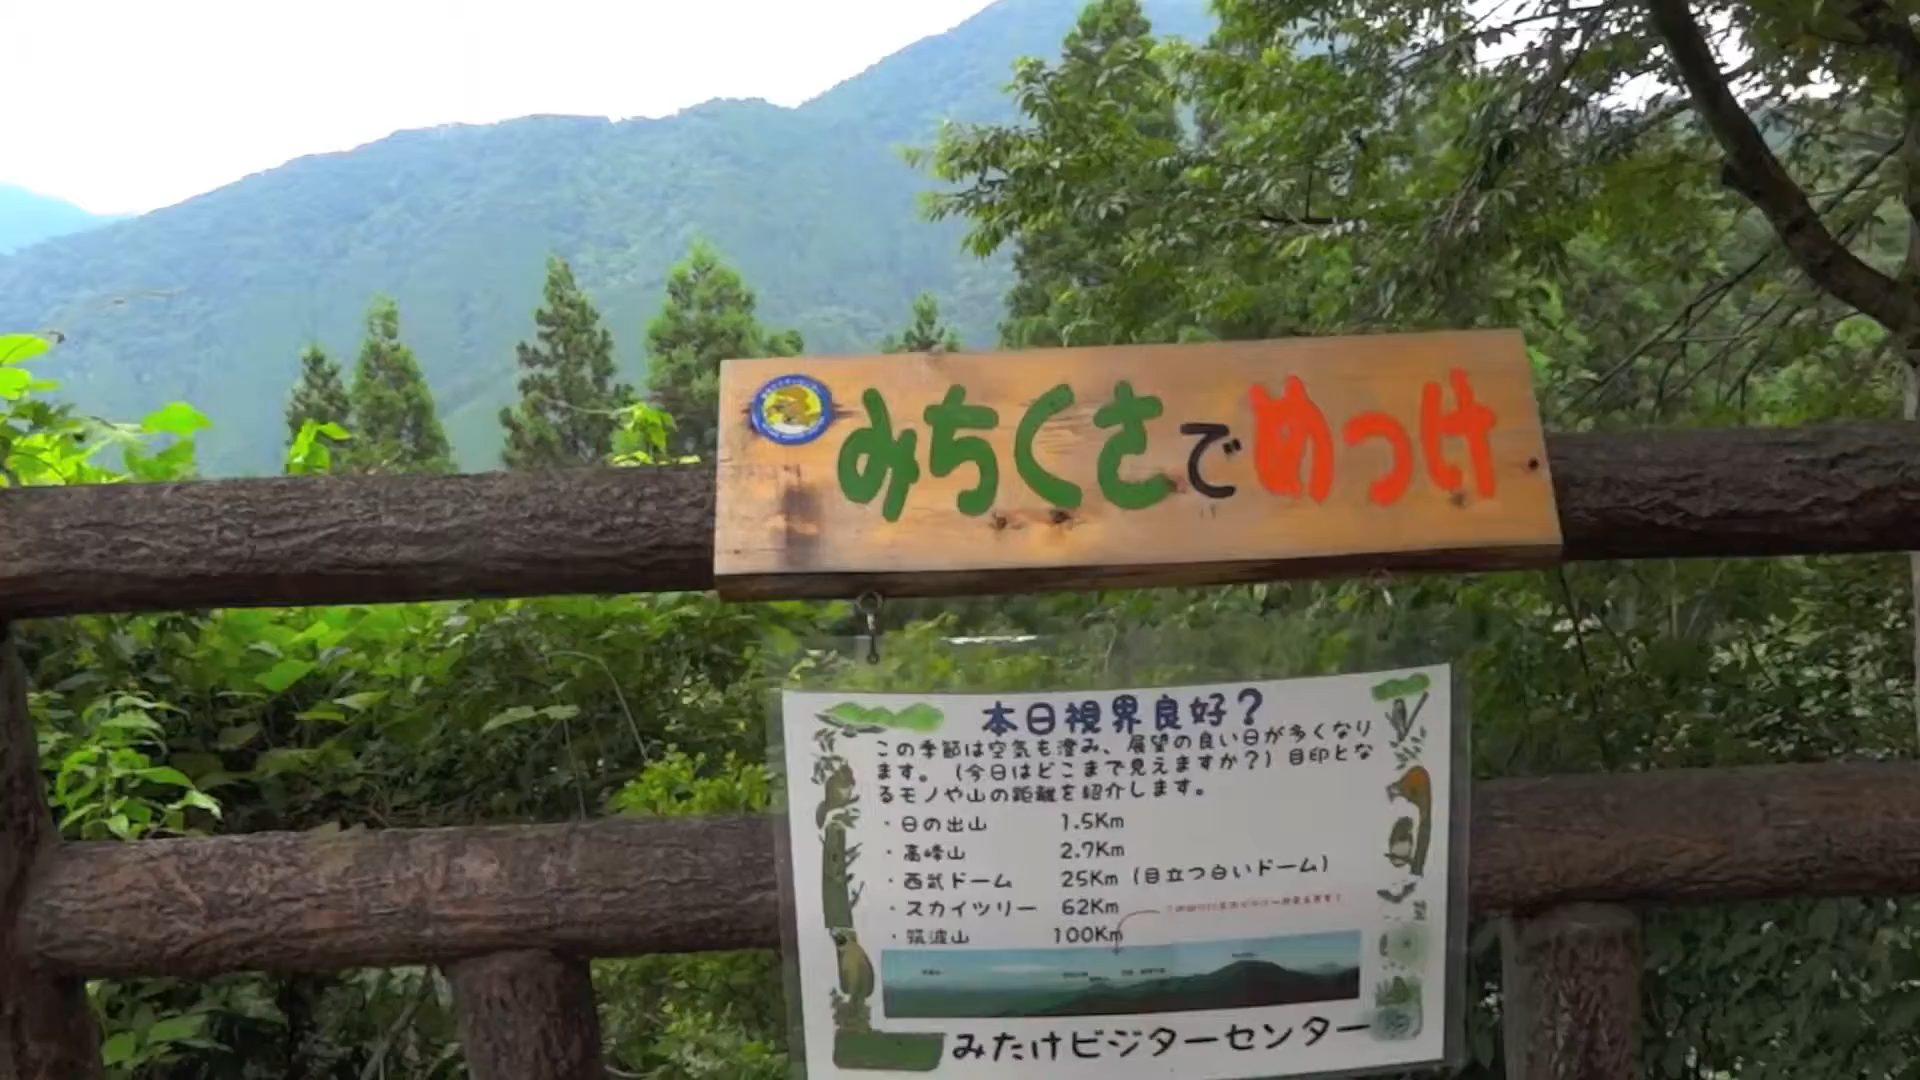 みちくさでめっけ
本日視界良好？
この季節は空気も澄み、展望の良い日が多くなり
ます。（今日はどこまで見えますか？）目印とな
るモノや山の距離を紹介します。
・日の出山 1.5Km
・高峰山 2.7Km
・西武ドーム 25Km（目立つ白いドーム）
・スカイツリー 62Km
・筑波山 100Km
みたけビジターセンター